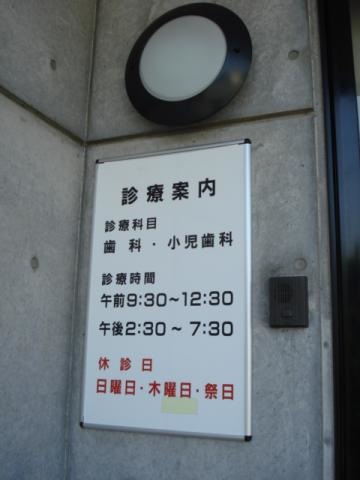 診療案内
診療科目
歯科・小児歯科
診療時間
午前9:30～12:30
午後2:30～7:30
休診日
日曜日・木曜日・祭日